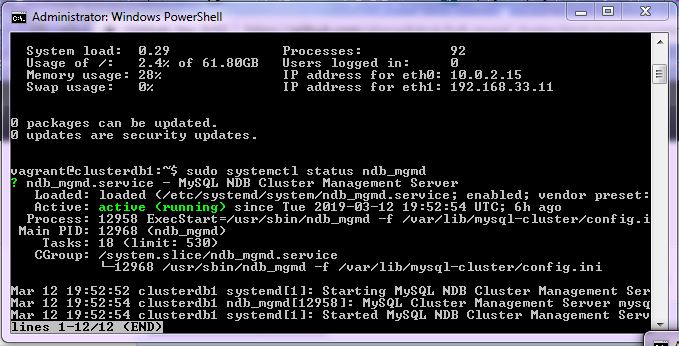 Administrator: Windows PowerShell
System load:  0.29              Processes:           92
Usage of /:   2.4% of 61.80GB   Users logged in:     0
Memory usage: 28%               IP address for eth0: 10.0.2.15
Swap usage:   0%                IP address for eth1: 192.168.33.11
0 packages can be updated.
0 updates are security updates.
vagrant@clusterdb1:~$ sudo systemctl status ndb_mgmd
? ndb_mgmd.service - MySQL NDB Cluster Management Server
Loaded: loaded (/etc/systemd/system/ndb_mgmd.service; enabled; vendor preset:
Active: active (running) since Tue 2019-03-12 19:52:54 UTC; 6h ago
Process: 12958 ExecStart=/usr/sbin/ndb_mgmd -f /var/lib/mysql-cluster/config.i
Main PID: 12968 (ndb_mgmd)
Tasks: 18 (limit: 530)
CGroup: /system.slice/ndb_mgmd.service
└─12968 /usr/sbin/ndb_mgmd -f /var/lib/mysql-cluster/config.ini
Mar 12 19:52:52 clusterdb1 systemd[1]: Starting MySQL NDB Cluster Management Ser
Mar 12 19:52:54 clusterdb1 ndb_mgmd[12958]: MySQL Cluster Management Server mysq
Mar 12 19:52:54 clusterdb1 systemd[1]: Started MySQL NDB Cluster Management Serv
lines 1-12/12 (END)